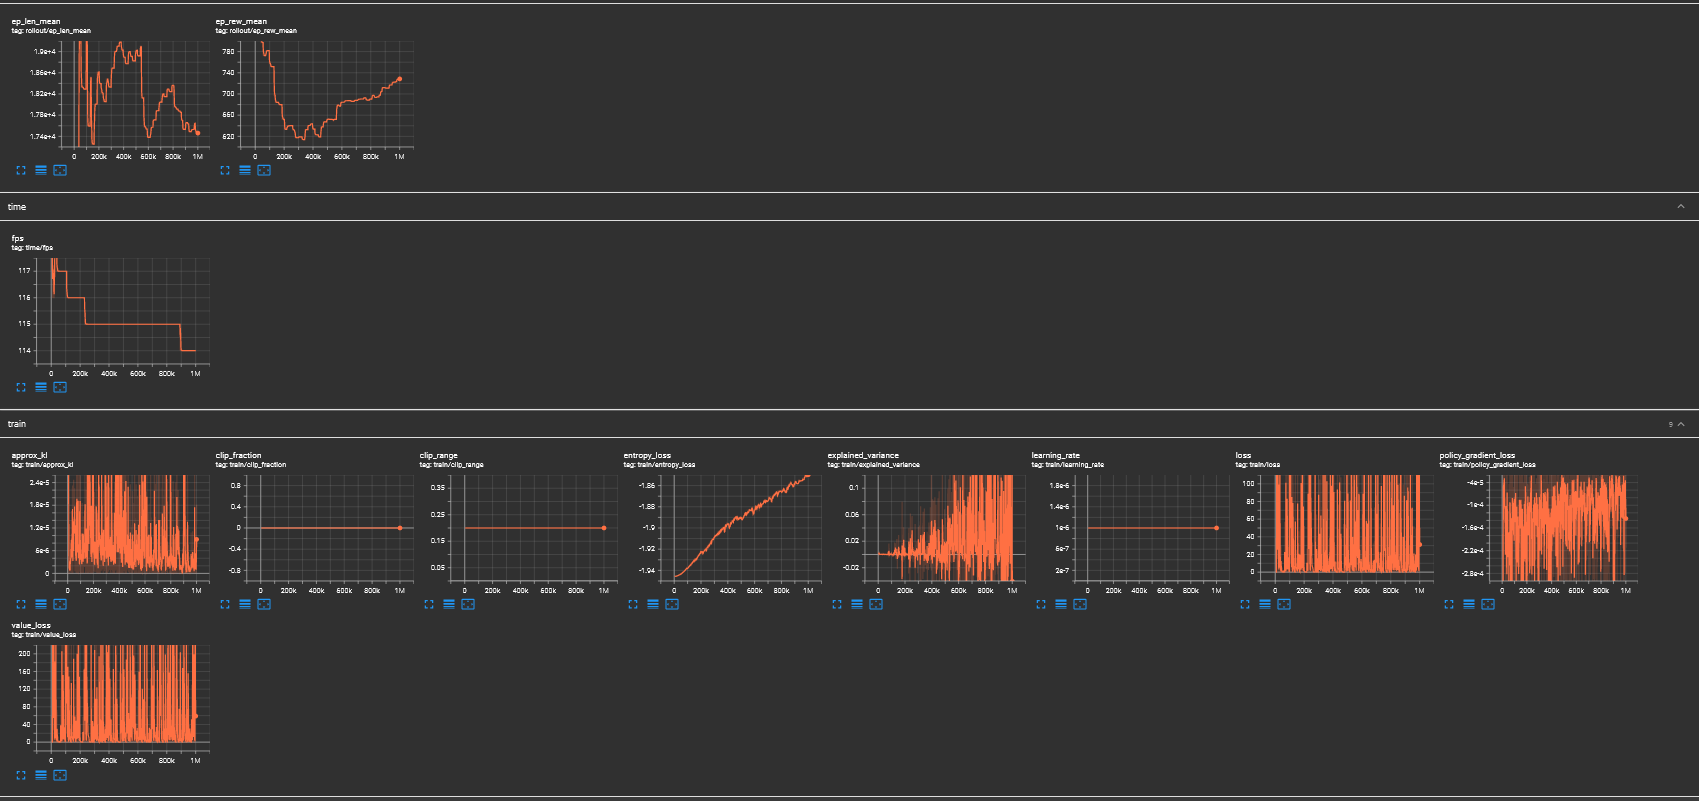 ep_len_mean
tag: rollout/ep_len_mean
1.9e+4
1.86e+4
1.82e+4
1.78e+4
1.74e+4
0 200k 400k 600k 800k 1M
ep_rew_mean
tag: rollout/ep_rew_mean
780
740
700
660
620
0 200k 400k 600k 800k 1M
time
fps
tag: time/fps
117
116
115
114
0 200k 400k 600k 800k 1M
train
9
approx_kl
tag: train/approx_kl
2.4e-5
1.8e-5
1.2e-5
6e-6
0
0 200k 400k 600k 800k 1M
clip_fraction
tag: train/clip_fraction
0.8
0.4
0
-0.4
-0.8
0 200k 400k 600k 800k 1M
clip_range
tag: train/clip_range
0.35
0.25
0.15
0.05
0 200k 400k 600k 800k 1M
entropy_loss
tag: train/entropy_loss
-1.86
-1.88
-1.9
-1.92
-1.94
0 200k 400k 600k 800k 1M
explained_variance
tag: train/explained_variance
0.1
0.06
0.02
-0.02
0 200k 400k 600k 800k 1M
learning_rate
tag: train/learning_rate
1.8e-6
1.4e-6
1e-6
6e-7
2e-7
0 200k 400k 600k 800k 1M
loss
tag: train/loss
100
80
60
40
20
0
0 200k 400k 600k 800k 1M
policy_gradient_loss
tag: train/policy_gradient_loss
-4e-5
-1e-4
-1.6e-4
-2.2e-4
-2.8e-4
0 200k 400k 600k 800k 1M
value_loss
tag: train/value_loss
200
160
120
80
40
0
0 200k 400k 600k 800k 1M